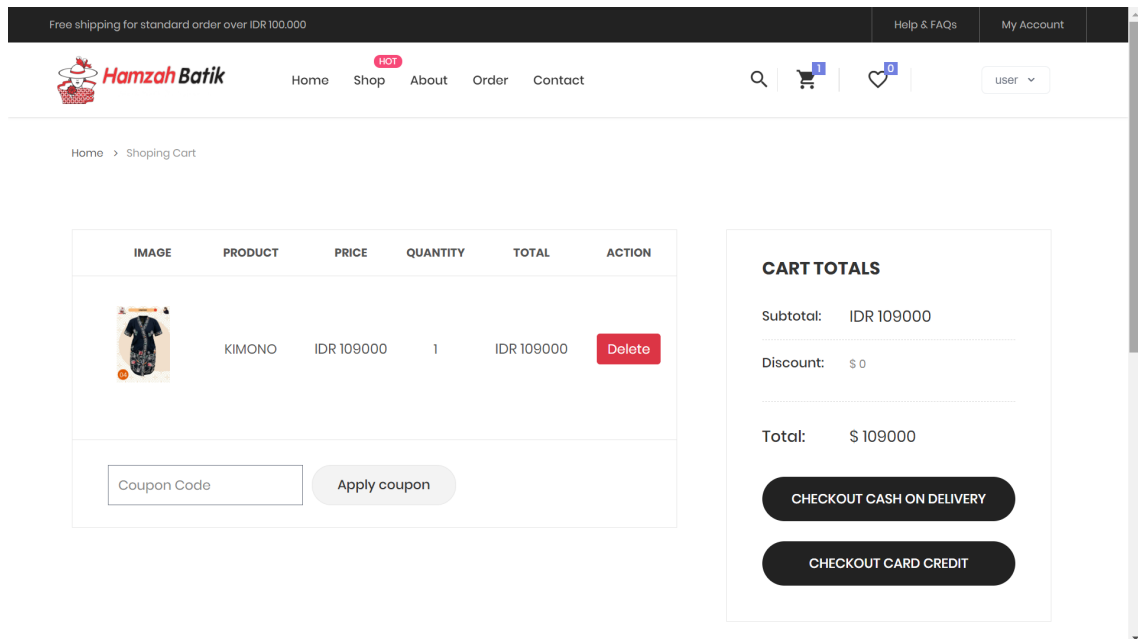 Free shipping for standard order over IDR 100.000
Help & FAQs
My Account
Hamzah Batik
Home
Shop
HOT
About
Order
Contact
1
0
user
Home > Shoping Cart
IMAGE PRODUCT PRICE QUANTITY TOTAL ACTION
KIMONO IDR 109000 1 IDR 109000 Delete
04
Coupon Code
Apply coupon
CART TOTALS
Subtotal: IDR 109000
Discount: $ 0
Total: $ 109000
CHECKOUT CASH ON DELIVERY
CHECKOUT CARD CREDIT